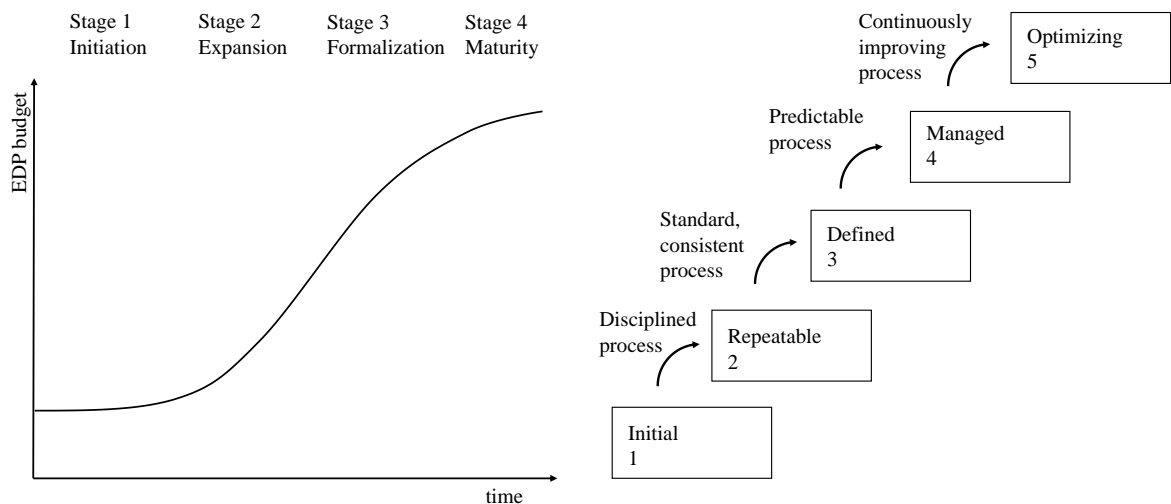 Stage 1
Initiation
Stage 2
Expansion
Stage 3
Formalization
Stage 4
Maturity
EDP budget
time
Continuously
improving
process
Optimizing
5
Predictable
process
Managed
4
Standard,
consistent
process
Defined
3
Disciplined
process
Repeatable
2
Initial
1